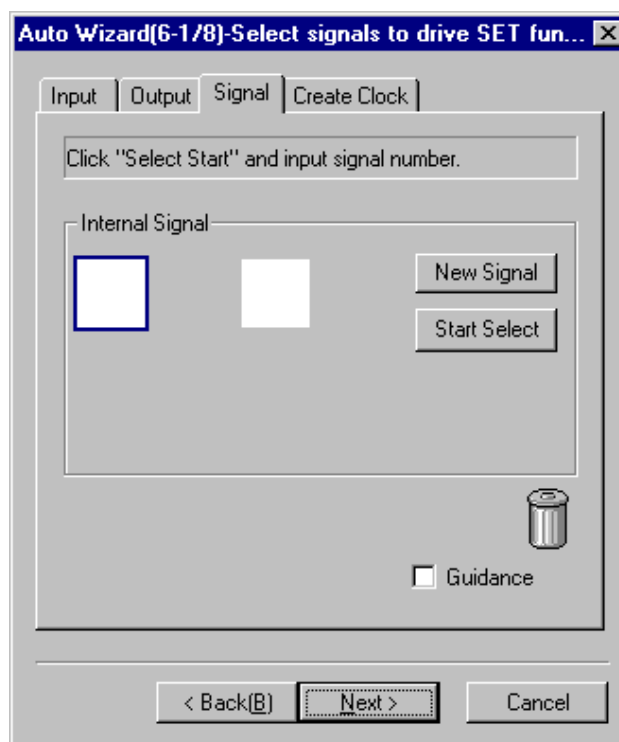 Auto Wizard(6-1/8)-Select signals to drive SET fun...
Input Output Signal Create Clock
Click "Select Start" and input signal number.
Internal Signal
New Signal
Start Select
Guidance
< Back(B) Next > Cancel